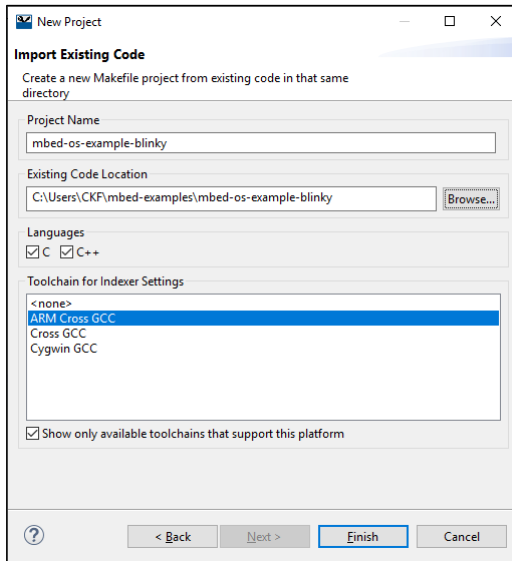 New Project
Import Existing Code
Create a new Makefile project from existing code in that same
directory
Project Name
mbed-os-example-blinky
Existing Code Location
C:\Users\CKF\mbed-examples\mbed-os-example-blinky
Browse...
Languages
C C++
Toolchain for Indexer Settings
<none>
ARM Cross GCC
Cross GCC
Cygwin GCC
Show only available toolchains that support this platform
? < Back Next > Finish Cancel